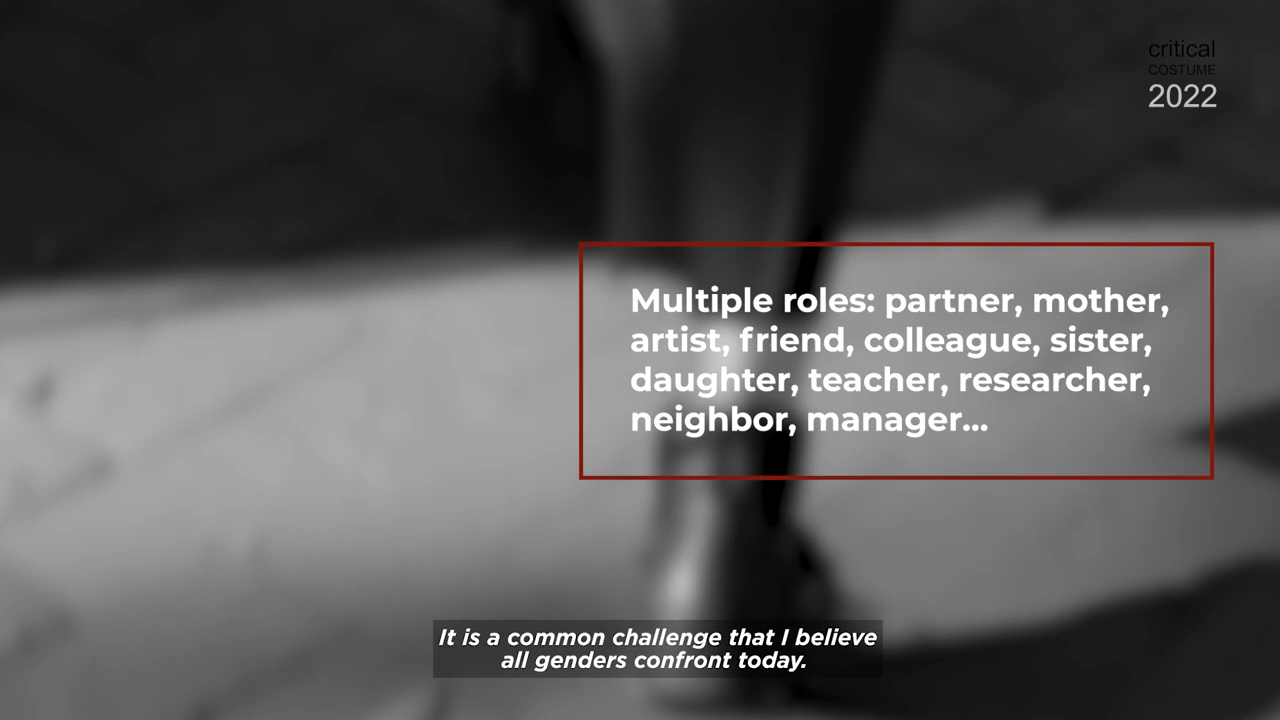 critical
COSTUME
2022
Multiple roles: partner, mother,
artist, friend, colleague, sister,
daughter, teacher, researcher,
neighbor, manager...
It is a common challenge that I believe
all genders confront today.